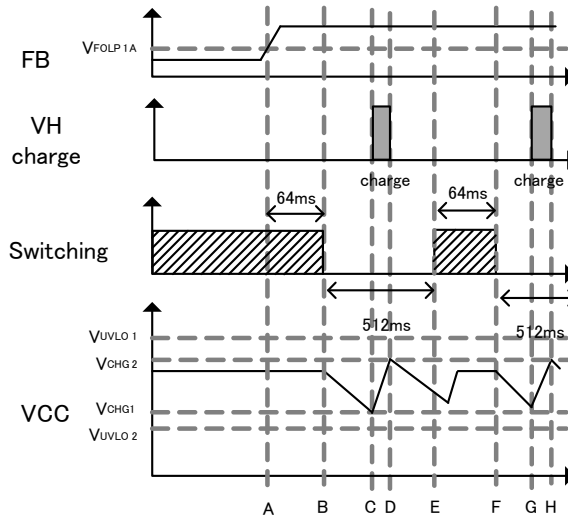 VFOLP1A
FB
VH
charge
charge
charge
64ms
64ms
Switching
512ms
512ms
VUVLO1
VCHG2
VCHG1
VUVLO2
VCC
A B C D E F G H